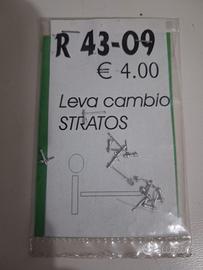 R 43-09
€ 4.00
Leva cambio
STRATOS